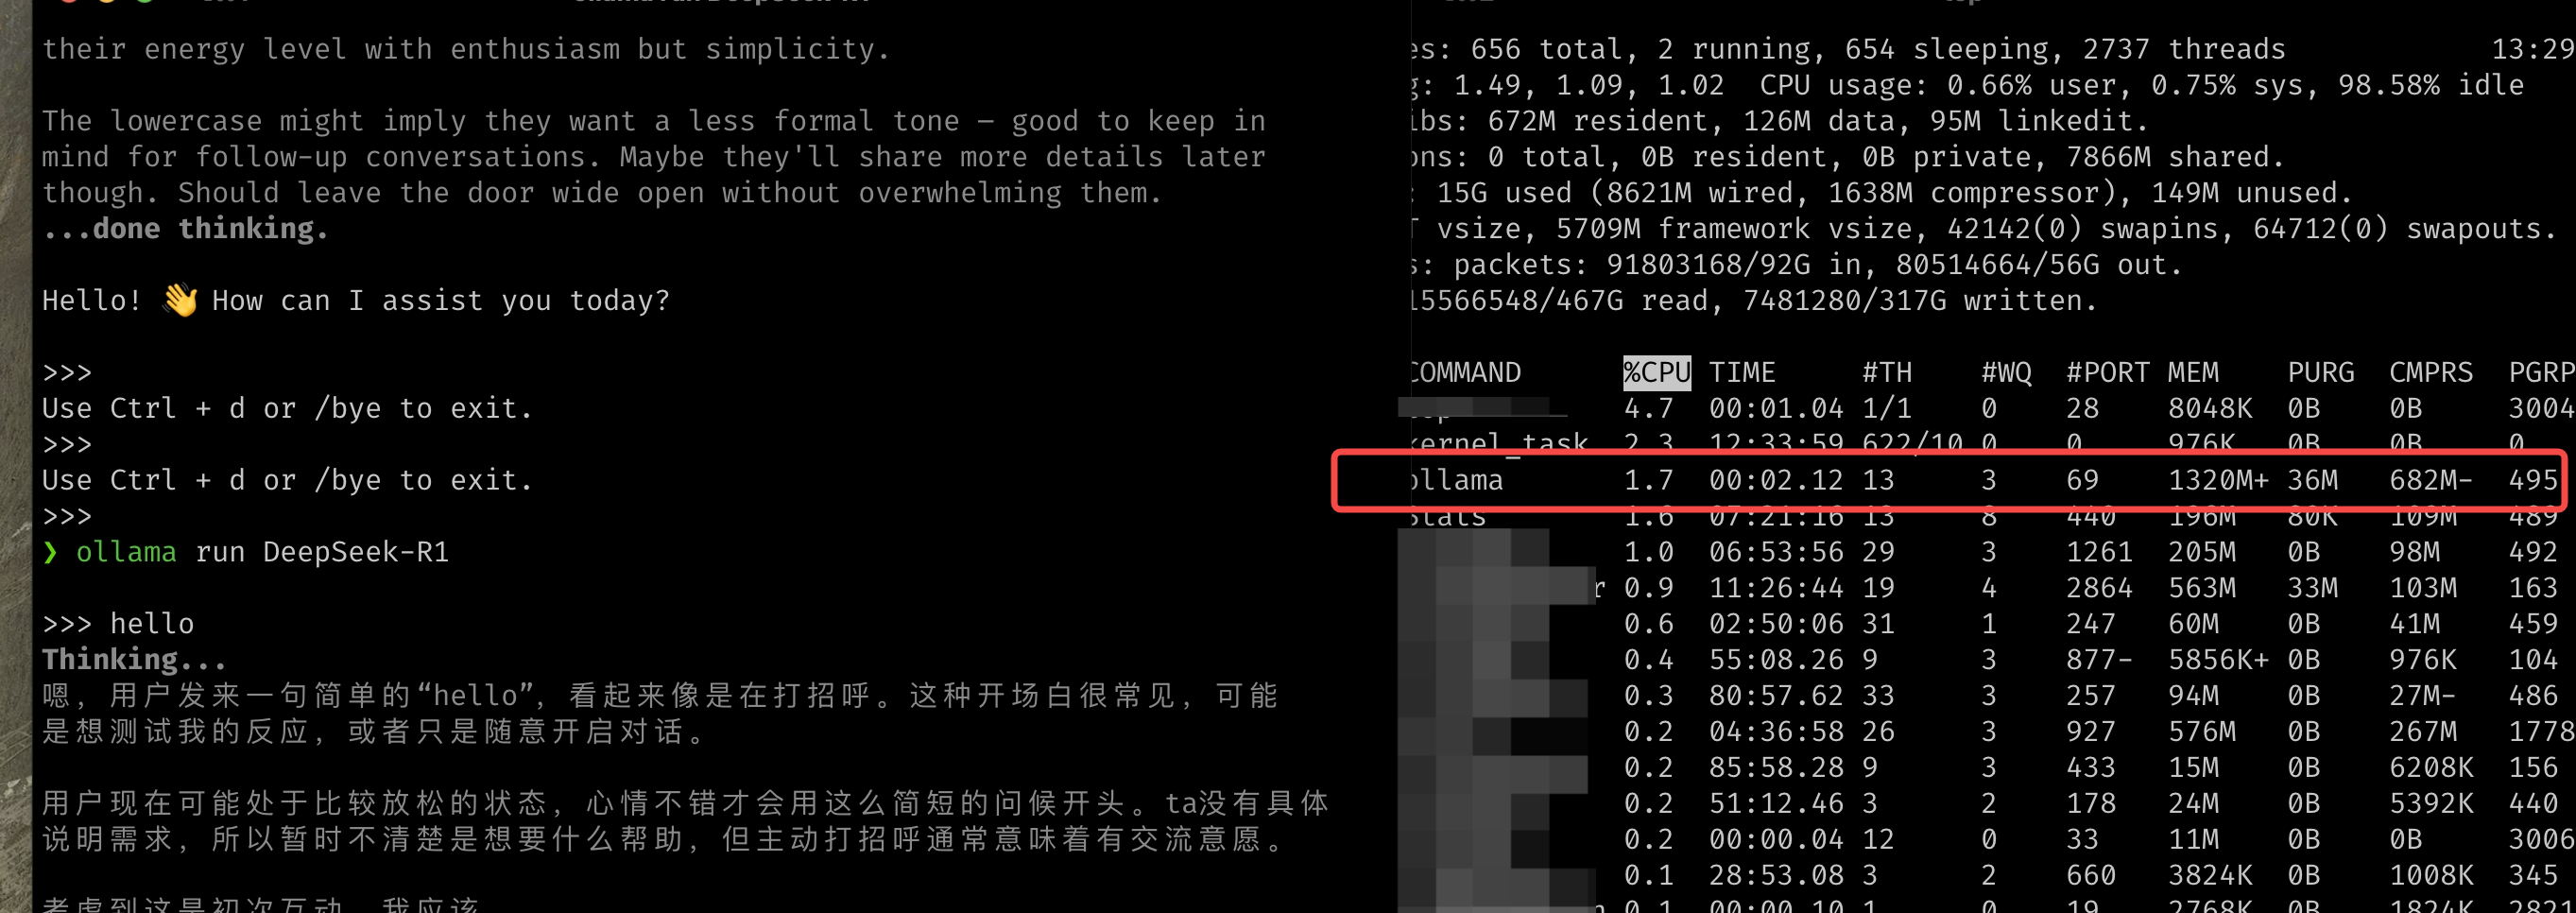 their energy level with enthusiasm but simplicity.
The lowercase might imply they want a less formal tone — good to keep in
mind for follow-up conversations. Maybe they'll share more details later
though. Should leave the door wide open without overwhelming them.
...done thinking.
Hello! 👋 How can I assist you today?
>>>
Use Ctrl + d or /bye to exit.
>>>
Use Ctrl + d or /bye to exit.
>>>
❯ ollama run DeepSeek-R1
>>> hello
Thinking...
嗯，用户发来一句简单的“hello”，看起来像是在打招呼。这种开场白很常见，可能
是想测试我的反应，或者只是随意开启对话。
用户现在可能处于比较放松的状态，心情不错才会用这么简短的问候开头。ta没有具体
说明需求，所以暂时不清楚是想要什么帮助，但主动打招呼通常意味着有交流意愿。
考虑到这是初次互动，我应该
es: 656 total, 2 running, 654 sleeping, 2737 threads 13:29
g: 1.49, 1.09, 1.02 CPU usage: 0.66% user, 0.75% sys, 98.58% idle
ibs: 672M resident, 126M data, 95M linkedit.
ons: 0 total, 0B resident, 0B private, 7866M shared.
: 15G used (8621M wired, 1638M compressor), 149M unused.
T vsize, 5709M framework vsize, 42142(0) swapins, 64712(0) swapouts.
s: packets: 91803168/92G in, 80514664/56G out.
15566548/467G read, 7481280/317G written.
COMMAND %CPU TIME #TH #WQ #PORT MEM PURG CMPRS PGRP
4.7 00:01.04 1/1 0 28 8048K 0B 0B 3004
kernel_task 2.3 12:33:59 622/10 0 0 976K 0B 0B 0
ollama 1.7 00:02.12 13 3 69 1320M+ 36M 682M- 495
Stats 1.6 07:21:16 13 8 440 196M 80K 109M 489
1.0 06:53:56 29 3 1261 205M 0B 98M 492
r 0.9 11:26:44 19 4 2864 563M 33M 103M 163
0.6 02:50:06 31 1 247 60M 0B 41M 459
0.4 55:08.26 9 3 877- 5856K+ 0B 976K 104
0.3 80:57.62 33 3 257 94M 0B 27M- 486
0.2 04:36:58 26 3 927 576M 0B 267M 1778
0.2 85:58.28 9 3 433 15M 0B 6208K 156
0.2 51:12.46 3 2 178 24M 0B 5392K 440
0.2 00:00.04 12 0 33 11M 0B 0B 3006
0.1 28:53.08 3 2 660 3824K 0B 1008K 345
0.1 00:00.10 1 0 19 2768K 0B 1824K 2821